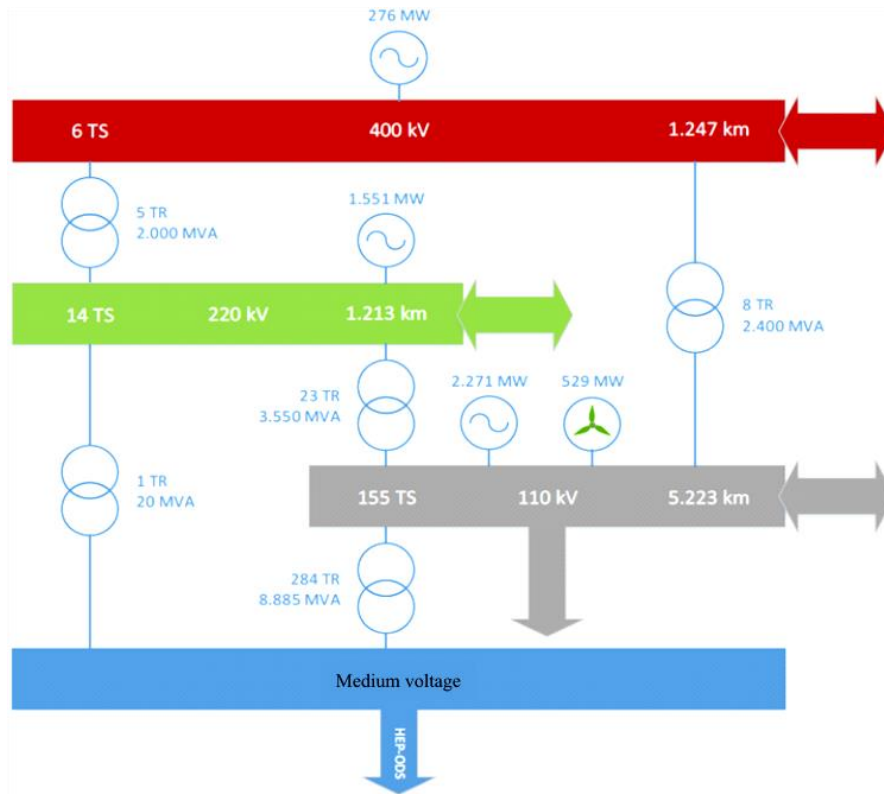 276 MW
6 TS
400 kV
1.247 km
5 TR
2.000 MVA
1.551 MW
8 TR
2.400 MVA
14 TS
220 kV
1.213 km
23 TR
3.550 MVA
2.271 MW
529 MW
1 TR
20 MVA
155 TS
110 kV
5.223 km
284 TR
8.885 MVA
Medium voltage
HEP-ODS